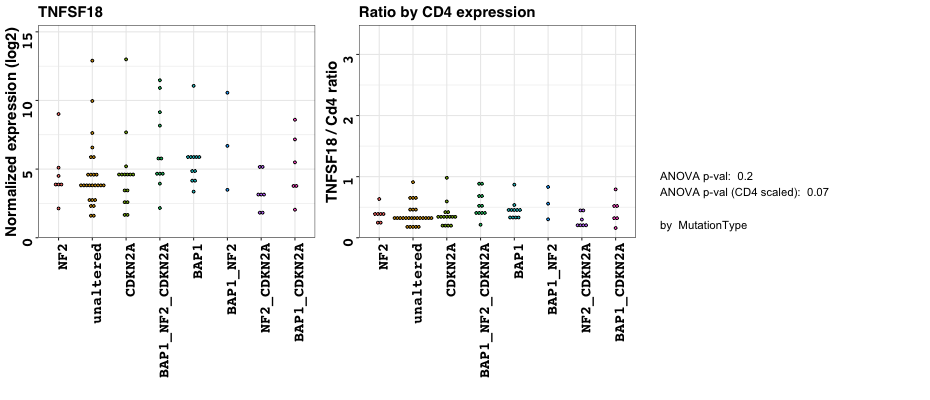 TNFSF18
Normalized expression (log2)
15
10
5
0
NF2
unaltered
CDKN2A
BAP1_NF2_CDKN2A
BAP1
BAP1_NF2
NF2_CDKN2A
BAP1_CDKN2A
Ratio by CD4 expression
TNFSF18 / Cd4 ratio
3
2
1
0
NF2
unaltered
CDKN2A
BAP1_NF2_CDKN2A
BAP1
BAP1_NF2
NF2_CDKN2A
BAP1_CDKN2A
ANOVA p-val: 0.2
ANOVA p-val (CD4 scaled): 0.07
by MutationType